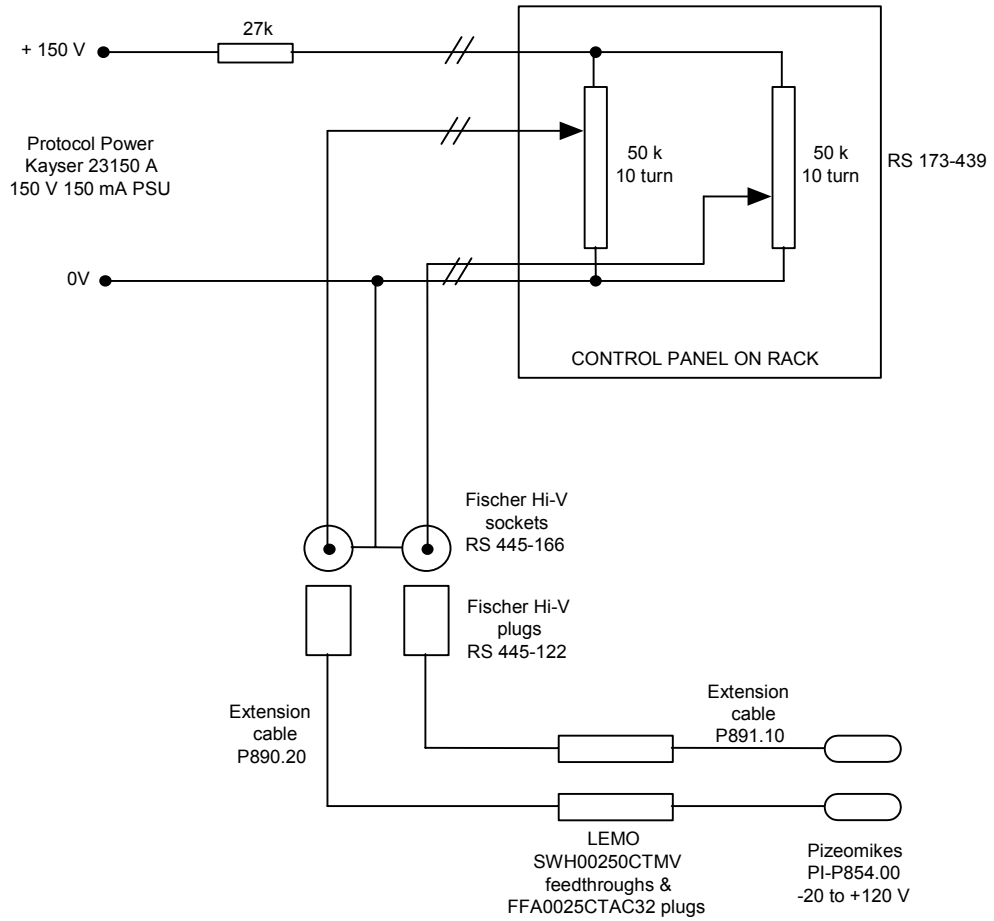 27k
+ 150 V
Protocol Power
Kayser 23150 A
150 V 150 mA PSU
50 k
10 turn
50 k
10 turn
RS 173-439
0V
CONTROL PANEL ON RACK
Fischer Hi-V
sockets
RS 445-166
Fischer Hi-V
plugs
RS 445-122
Extension
cable
P890.20
Extension
cable
P891.10
LEMO
SWH00250CTMV
feedthroughs &
FFA0025CTAC32 plugs
Pizeomikes
PI-P854.00
-20 to +120 V